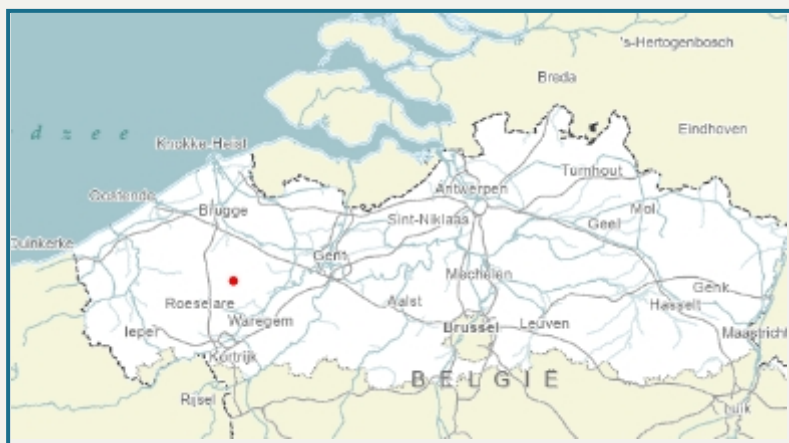 's-Hertogenbosch
Breda
d z e e
Eindhoven
Knokke-Heist
Turnhout
Antwerpen
Oostende
Mol
Brugge
Sint-Niklaas
Geel
Duinkerke
Gent
Mechelen
Genk
Roeselare
Aalst
Hasselt
Waregem
Ieper
Brussel
Leuven
Maastricht
Kortrijk
BELGIË
Rijsel
Luik